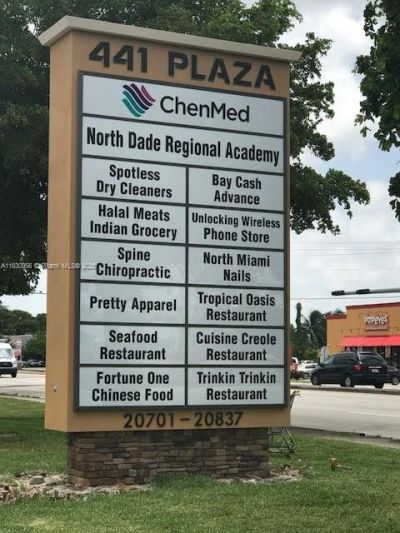 441 PLAZA
ChenMed
North Dade Regional Academy
Spotless
Dry Cleaners
Bay Cash
Advance
Halal Meats
Indian Grocery
Unlocking Wireless
Phone Store
Spine
Chiropractic
North Miami
Nails
Pretty Apparel
Tropical Oasis
Restaurant
Seafood
Restaurant
Cuisine Creole
Restaurant
Fortune One
Chinese Food
Trinkin Trinkin
Restaurant
20701-20837
POPEYES